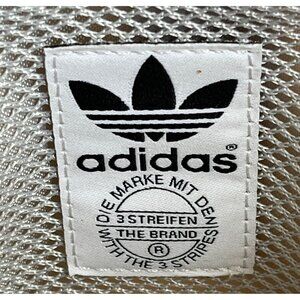 adidas®
DIE MARKE MIT DEN
3 STREIFEN
THE BRAND
®
WITH THE 3 STRIPES